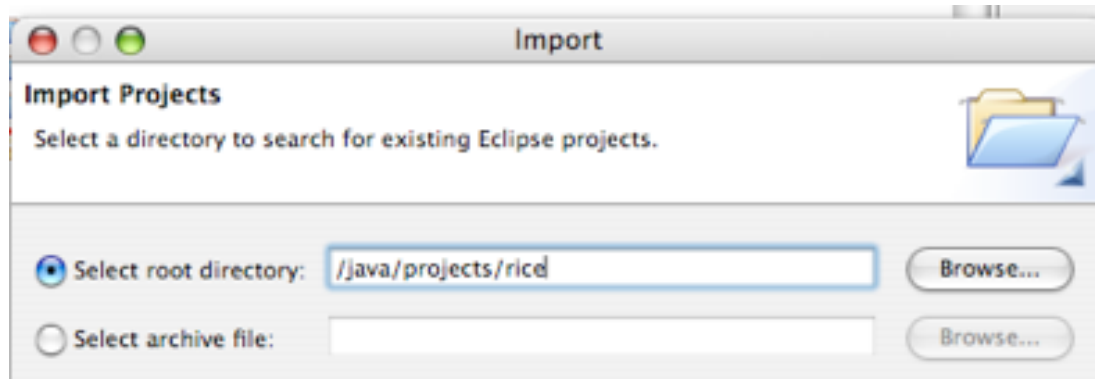 Import
Import Projects
Select a directory to search for existing Eclipse projects.
Select root directory: /java/projects/rice Browse...
Select archive file: Browse...